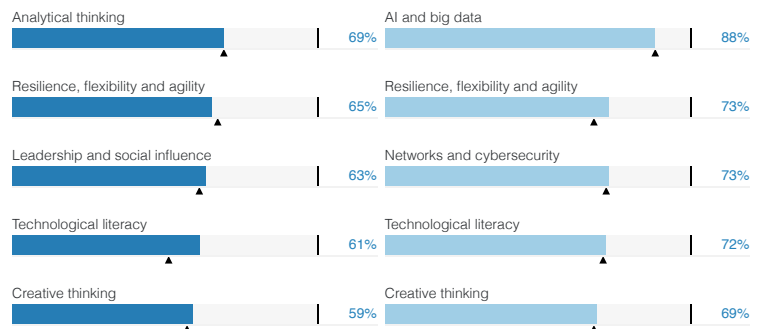 Analytical thinking
69%
Resilience, flexibility and agility
65%
Leadership and social influence
63%
Technological literacy
61%
Creative thinking
59%
AI and big data
88%
Resilience, flexibility and agility
73%
Networks and cybersecurity
73%
Technological literacy
72%
Creative thinking
69%